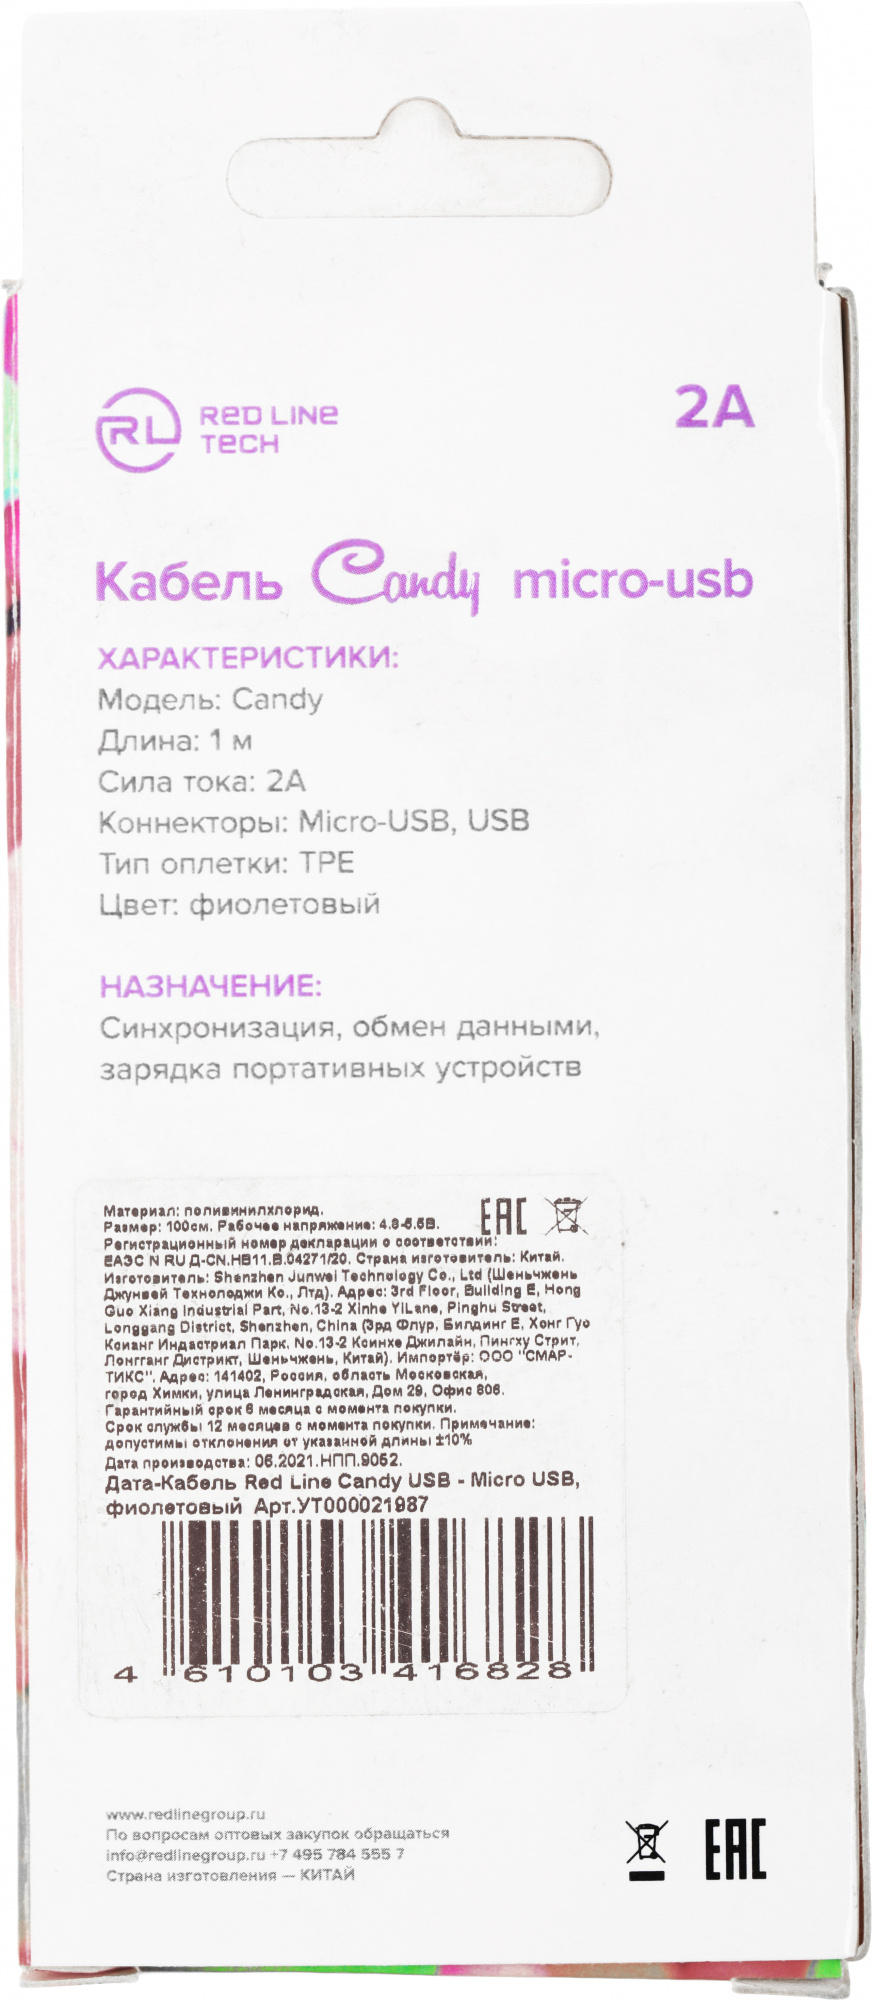 RL RED LINE
TECH
2A
Кабель Candy micro-usb
ХАРАКТЕРИСТИКИ:
Модель: Candy
Длина: 1 м
Сила тока: 2А
Коннекторы: Micro-USB, USB
Тип оплетки: TPE
Цвет: фиолетовый
НАЗНАЧЕНИЕ:
Синхронизация, обмен данными,
зарядка портативных устройств
Материал: поливинилхлорид.
Размер: 100см. Рабочее напряжение: 4.8-5.5В.
EAC
Регистрационный номер декларации о соответствии:
ЕАЭС N RU Д-CN.НВ11.В.04271/20. Страна изготовитель: Китай.
Изготовитель: Shenzhen Junwei Technology Co., Ltd (Шеньчжень
Джунвей Технолоджи Ко., Лтд). Адрес: 3rd Floor, Building E, Hong
Guo Xiang Industrial Part, No.13-2 Xinhe YiLane, Pinghu Street,
Longgang District, Shenzhen, China (3рд Флур, Билдинг Е, Хонг Гуо
Ксианг Индастриал Парк, No.13-2 Ксинхе Джилайн, Пингху Стрит,
Лонгганг Дистрикт, Шеньчжень, Китай). Импортёр: ООО "СМАР-
ТИКС". Адрес: 141402, Россия, область Московская,
город Химки, улица Ленинградская, Дом 29, Офис 806.
Гарантийный срок 6 месяца с момента покупки.
Срок службы 12 месяцев с момента покупки. Примечание:
допустимы отклонения от указанной длины ±10%
Дата производства: 06.2021.НПП.9052.
Дата-Кабель Red Line Candy USB - Micro USB,
фиолетовый Арт.УТ000021987
4 610103 416828
www.redlinegroup.ru
По вопросам оптовых закупок обращаться
info@redlinegroup.ru +7 495 784 555 7
Страна изготовления — КИТАЙ
EAC